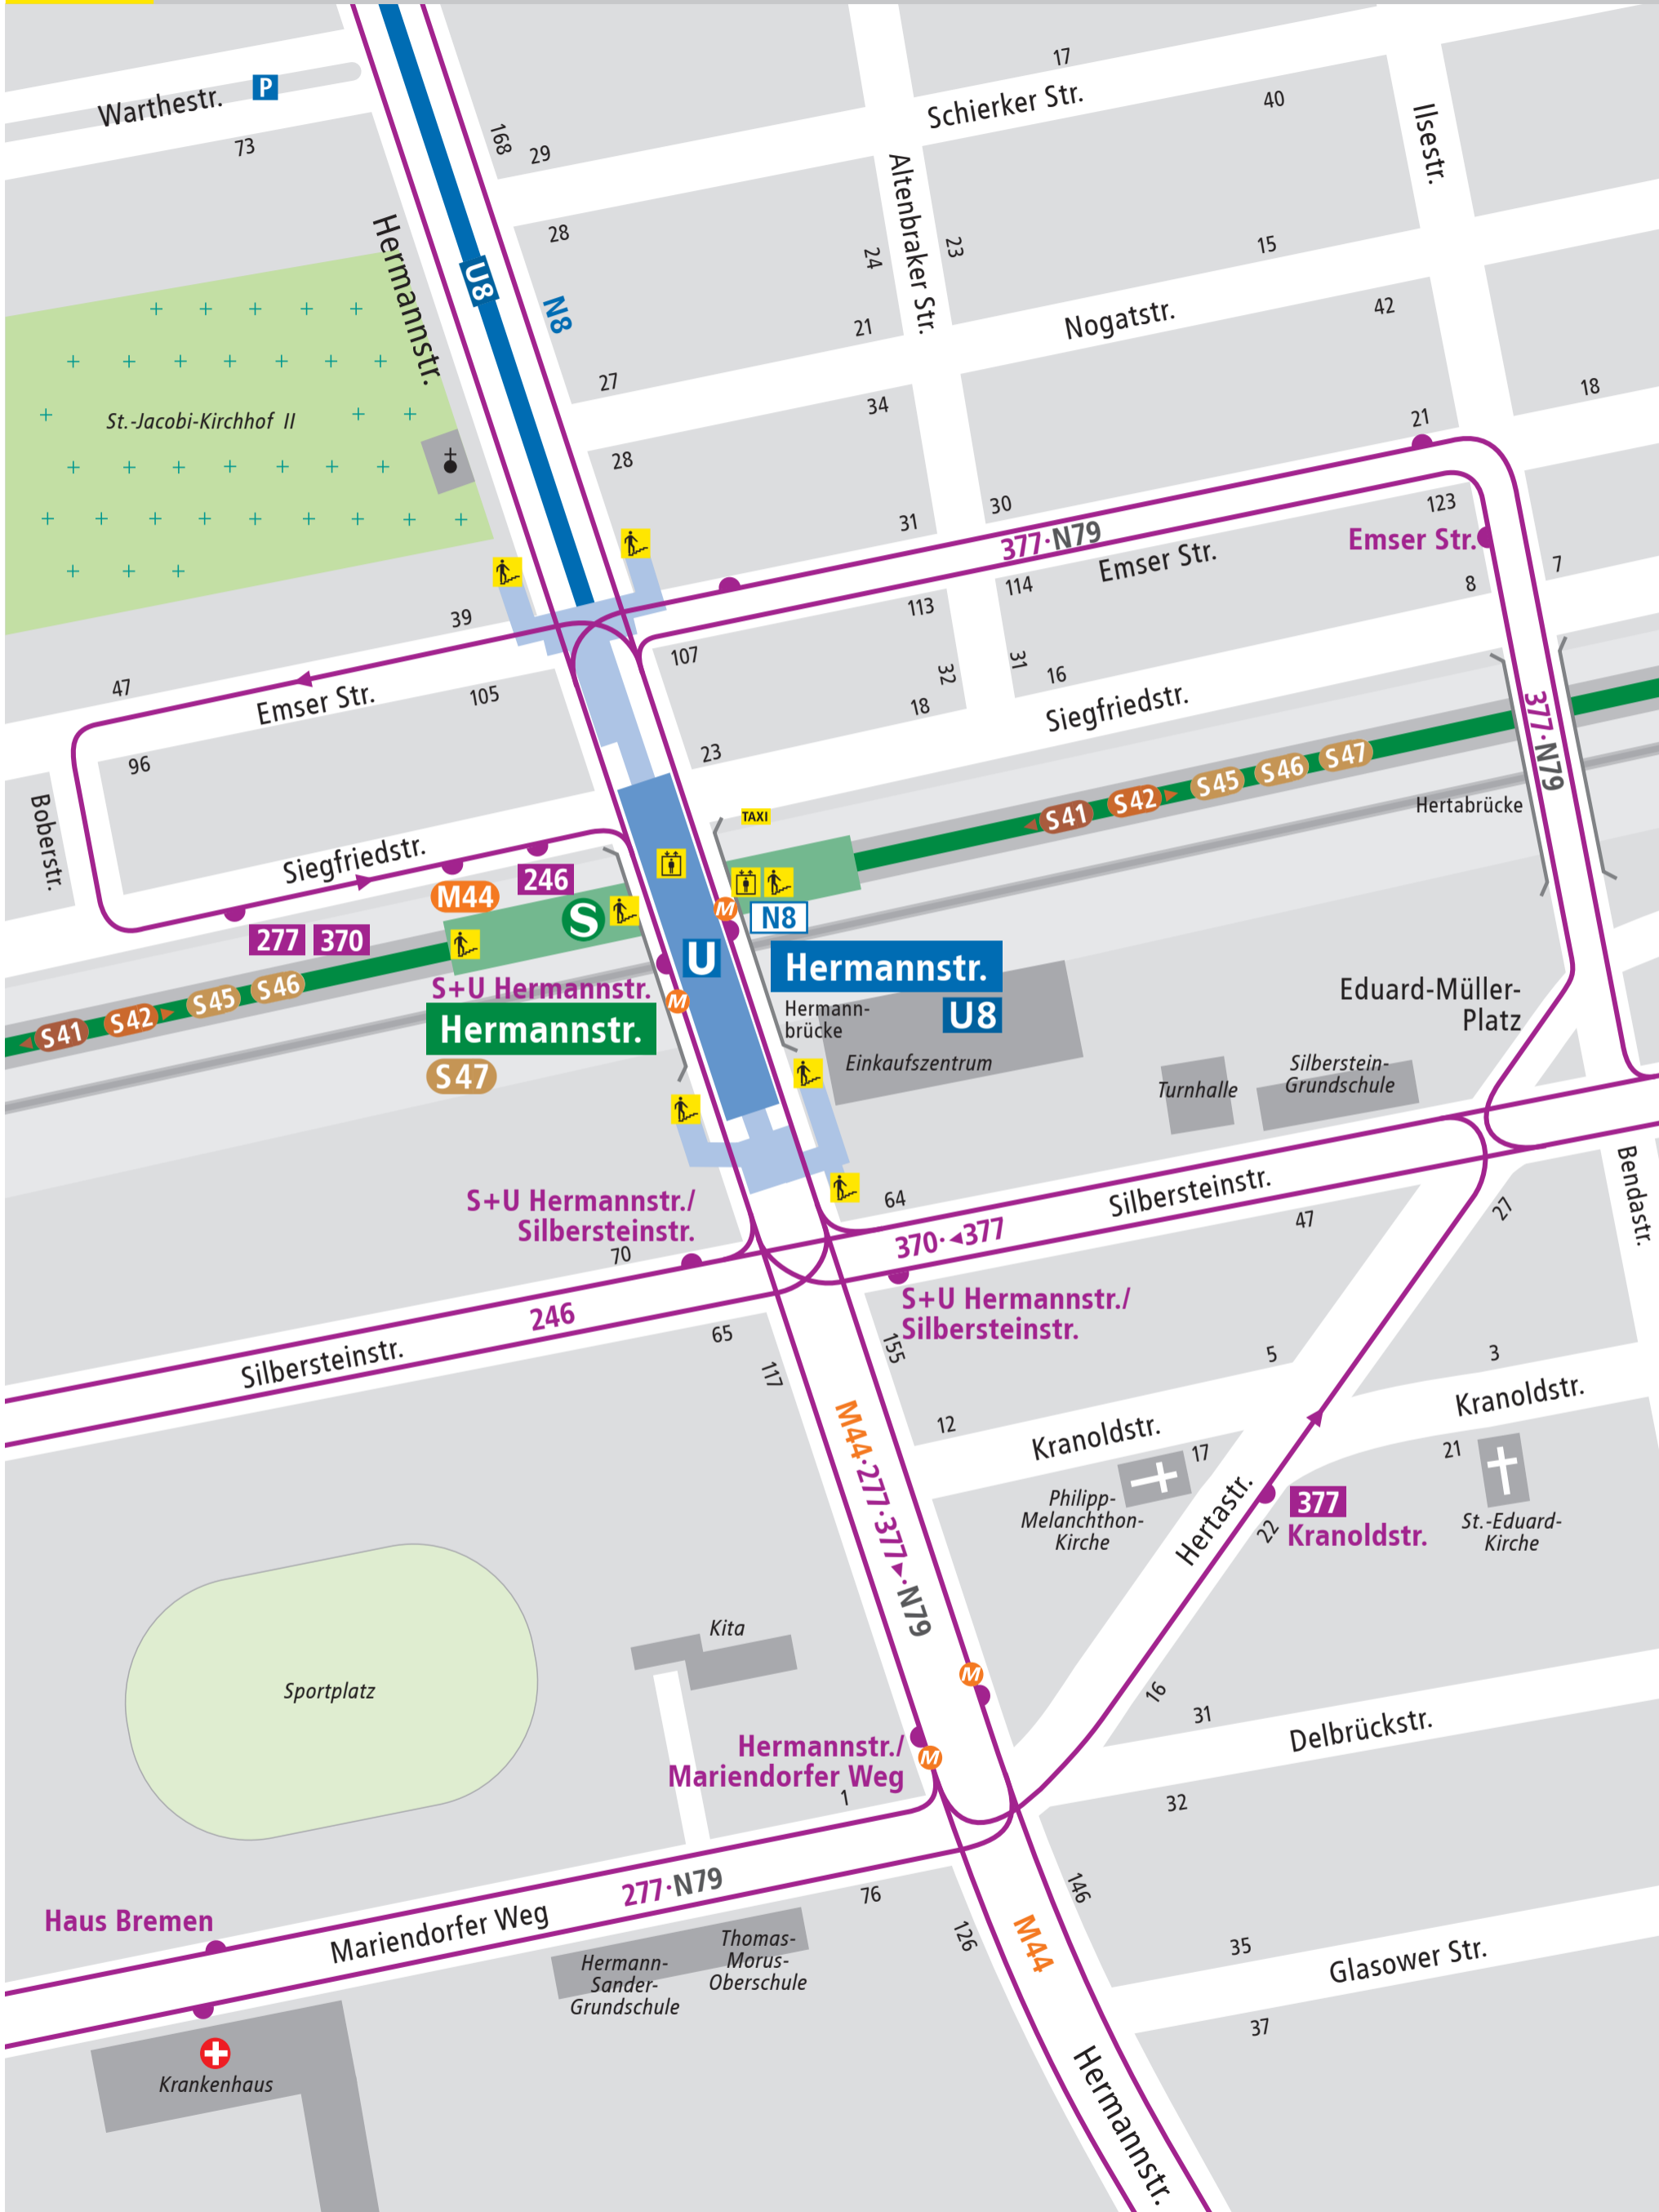 17
Schierker Str.
40
P
Warthestr.
73
168
29
Ilsestr.
Hermannstr.
28
Altenbraker Str.
24
23
15
U8
N8
21
Nogatstr.
42
27
34
18
St.-Jacobi-Kirchhof II
28
21
31
30
123
377·N79
Emser Str.
Emser Str.
7
8
114
113
39
107
31
32
16
47
105
Emser Str.
18
Siegfriedstr.
377·N79
23
96
S41
S42
S45
S46
S47
Hertabrücke
Boberstr.
TAXI
Siegfriedstr.
246
M44
M
N8
S
277
370
U
Hermannstr.
S+U Hermannstr.
M
Hermannstr.
U8
Hermann-
brücke
Eduard-Müller-
Platz
S41
S42
S45
S46
S47
Einkaufszentrum
Turnhalle
Silberstein-
Grundschule
S+U Hermannstr./
Silbersteinstr.
64
Silbersteinstr.
47
27
Bendastr.
70
370·377
246
65
S+U Hermannstr./
Silbersteinstr.
Silbersteinstr.
117
155
5
3
M44·277·377·N79
12
Kranoldstr.
Kranoldstr.
17
21
Philipp-
Melanchthon-
Kirche
Hertastr.
22
377
Kranoldstr.
St.-Eduard-
Kirche
Kita
Sportplatz
M
16
31
Delbrückstr.
Hermannstr./
Mariendorfer Weg
M
1
32
277·N79
76
146
Haus Bremen
Mariendorfer Weg
126
M44
Thomas-
Morus-
Oberschule
Hermann-
Sander-
Grundschule
35
Glasower Str.
37
Krankenhaus
Hermannstr.